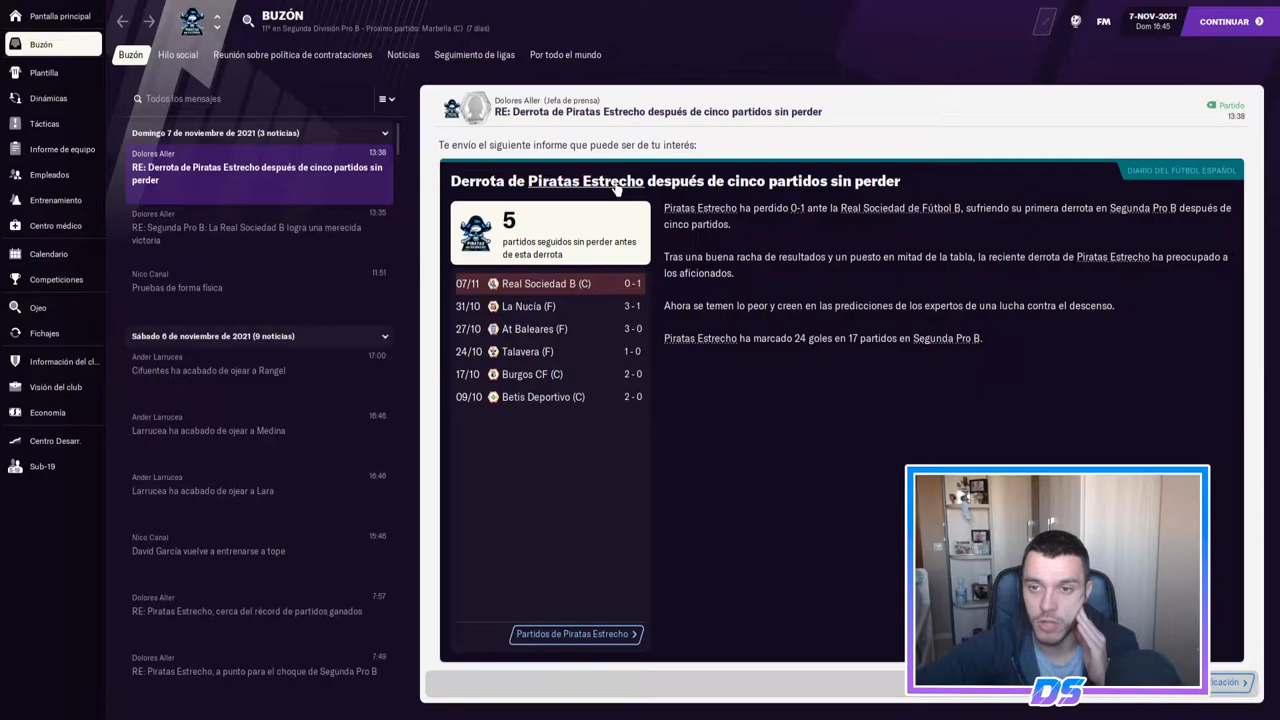 Pantalla principal
Buzón
Plantilla
Dinámicas
Tácticas
Informe de equipo
Empleados
Entrenamiento
Centro médico
Calendario
Competiciones
Ojeo
Fichajes
Información del cl...
Visión del club
Economía
Centro Desarr.
Sub-19
BUZÓN
11º en Segunda División Pro B - Próximo partido: Marbella (C) (7 días)
FM
7-NOV-2021
Dom 16:45
CONTINUAR
Buzón Hilo social Reunión sobre política de contrataciones Noticias Seguimiento de ligas Por todo el mundo
Todos los mensajes
Domingo 7 de noviembre de 2021 (3 noticias)
Dolores Aller 13:38
RE: Derrota de Piratas Estrecho después de cinco partidos sin
perder
Dolores Aller 13:35
RE: Segunda Pro B: La Real Sociedad B logra una merecida
victoria
Nico Canal 11:51
Pruebas de forma física
Sábado 6 de noviembre de 2021 (9 noticias)
Ander Larrucea 17:00
Cifuentes ha acabado de ojear a Rangel
Ander Larrucea 16:46
Larrucea ha acabado de ojear a Medina
Ander Larrucea 16:46
Larrucea ha acabado de ojear a Lara
Nico Canal 15:46
David García vuelve a entrenarse a tope
Dolores Aller 7:57
RE: Piratas Estrecho, cerca del récord de partidos ganados
Dolores Aller 7:49
RE: Piratas Estrecho, a punto para el choque de Segunda Pro B
Dolores Aller (Jefa de prensa)
RE: Derrota de Piratas Estrecho después de cinco partidos sin perder
Partido
13:38
Te envío el siguiente informe que puede ser de tu interés:
DIARIO DEL FÚTBOL ESPAÑOL
Derrota de Piratas Estrecho después de cinco partidos sin perder
5
partidos seguidos sin perder antes
de esta derrota
07/11 Real Sociedad B (C) 0 - 1
31/10 La Nucía (F) 3 - 1
27/10 At Baleares (F) 3 - 0
24/10 Talavera (F) 1 - 0
17/10 Burgos CF (C) 2 - 0
09/10 Betis Deportivo (C) 2 - 0
Partidos de Piratas Estrecho
Piratas Estrecho ha perdido 0-1 ante la Real Sociedad de Fútbol B, sufriendo su primera derrota en Segunda Pro B después de
cinco partidos.
Tras una buena racha de resultados y un puesto en mitad de la tabla, la reciente derrota de Piratas Estrecho ha preocupado a
los aficionados.
Ahora se temen lo peor y creen en las predicciones de los expertos de una lucha contra el descenso.
Piratas Estrecho ha marcado 24 goles en 17 partidos en Segunda Pro B.
ficación
DS